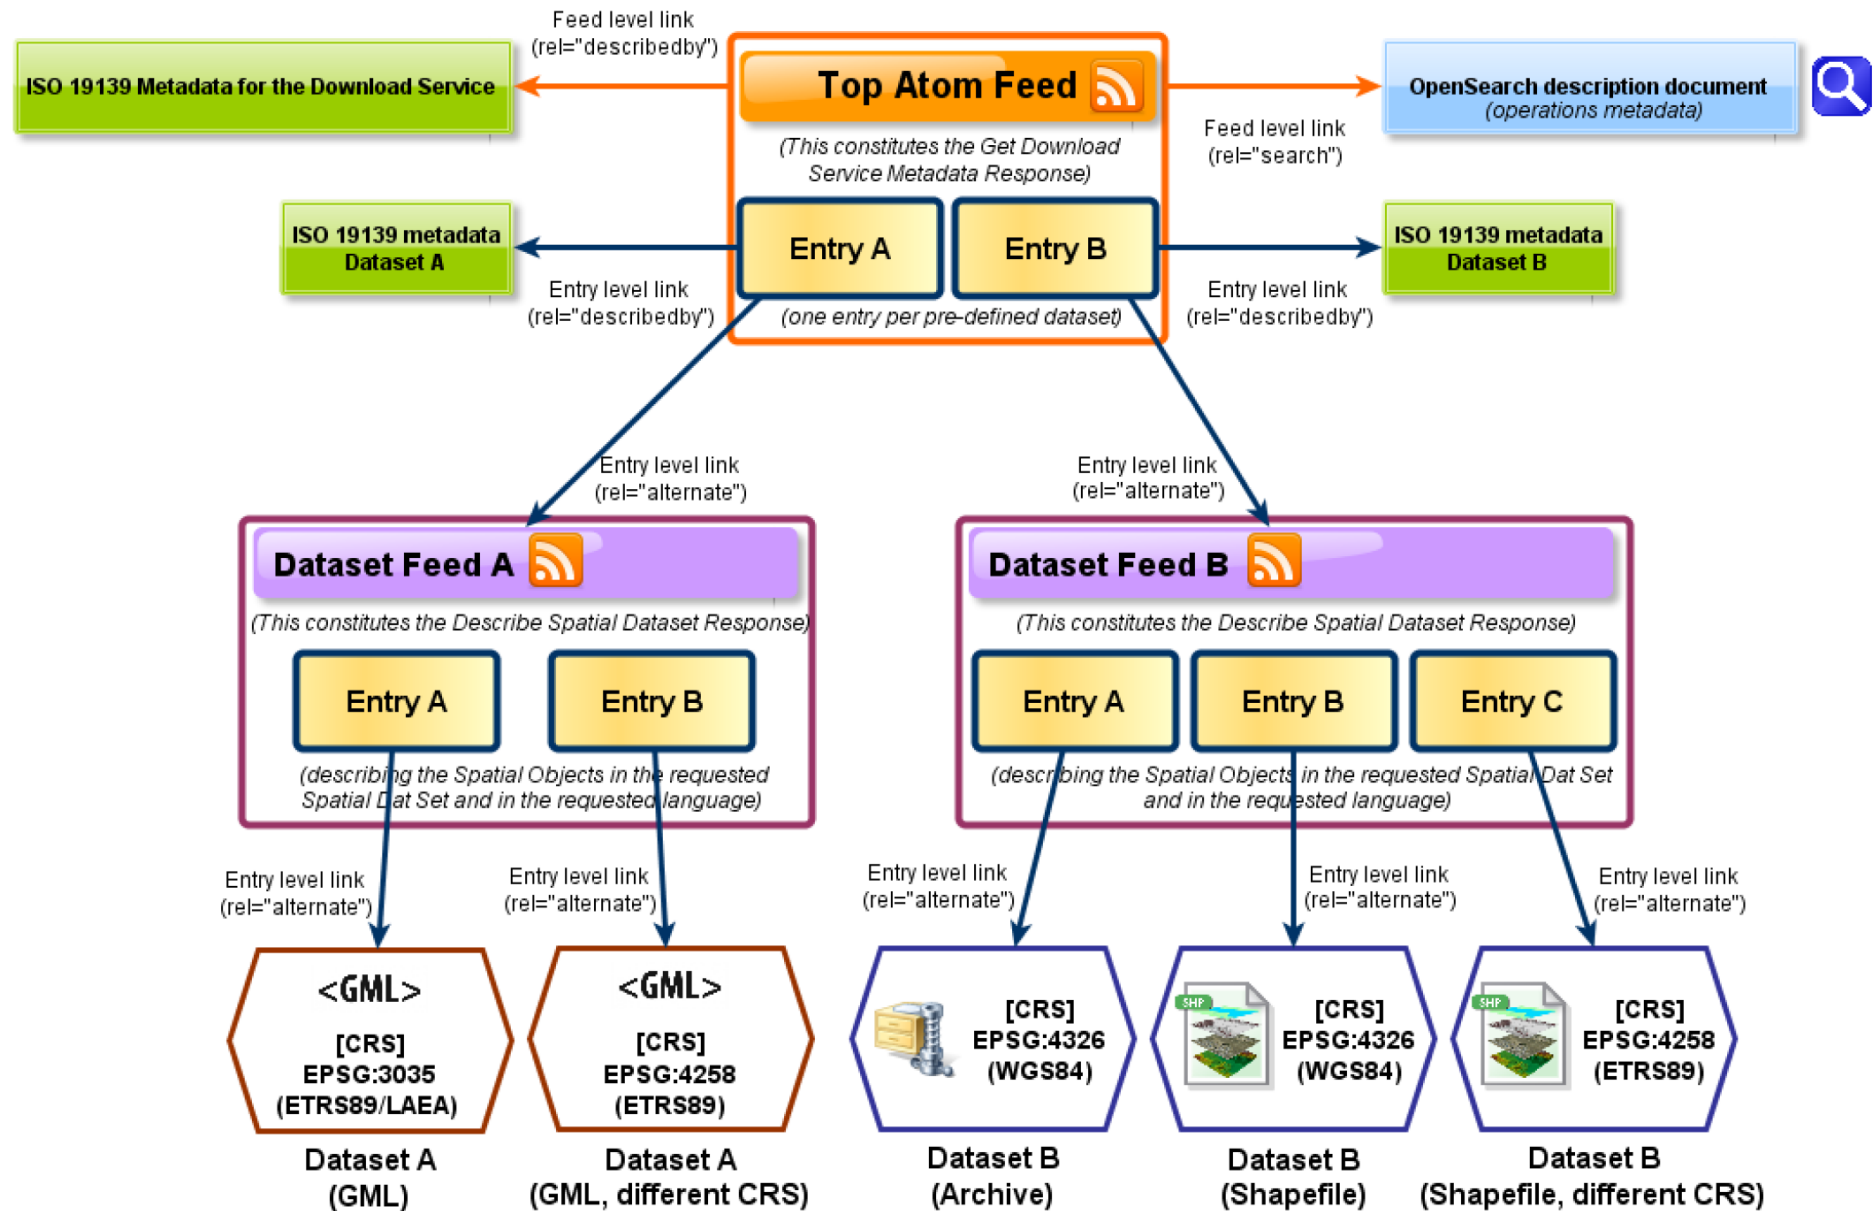 Feed level link
(rel="describedby")
ISO 19139 Metadata for the Download Service
Top Atom Feed
OpenSearch description document
(operations metadata)
Feed level link
(rel="search")
(This constitutes the Get Download
Service Metadata Response)
ISO 19139 metadata
Dataset A
Entry A
Entry B
ISO 19139 metadata
Dataset B
Entry level link
(rel="describedby")
(one entry per pre-defined dataset)
Entry level link
(rel="describedby")
Entry level link
(rel="alternate")
Entry level link
(rel="alternate")
Dataset Feed A
(This constitutes the Describe Spatial Dataset Response)
Entry A
Entry B
(describing the Spatial Objects in the requested
Spatial Dat Set and in the requested language)
Dataset Feed B
(This constitutes the Describe Spatial Dataset Response)
Entry A
Entry B
Entry C
(describing the Spatial Objects in the requested Spatial Dat Set
and in the requested language)
Entry level link
(rel="alternate")
Entry level link
(rel="alternate")
Entry level link
(rel="alternate")
Entry level link
(rel="alternate")
Entry level link
(rel="alternate")
<GML>
[CRS]
EPSG:3035
(ETRS89/LAEA)
Dataset A
(GML)
<GML>
[CRS]
EPSG:4258
(ETRS89)
Dataset A
(GML, different CRS)
[CRS]
EPSG:4326
(WGS84)
Dataset B
(Archive)
SHP
[CRS]
EPSG:4326
(WGS84)
Dataset B
(Shapefile)
SHP
[CRS]
EPSG:4258
(ETRS89)
Dataset B
(Shapefile, different CRS)